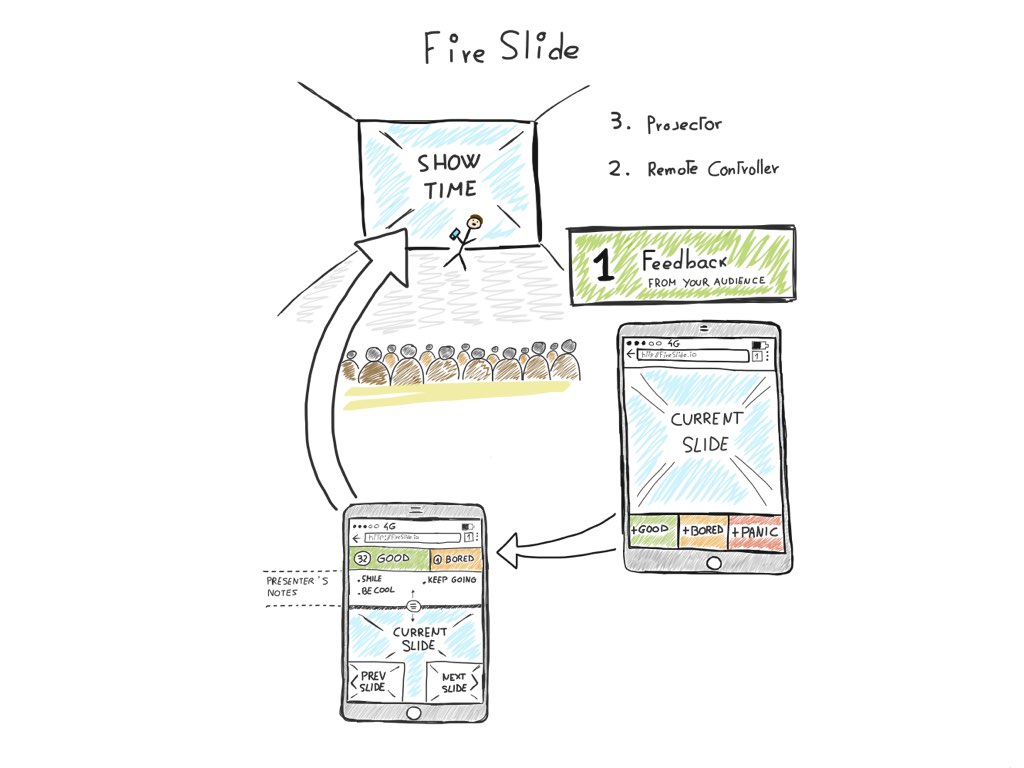 Fire Slide
SHOW
TIME
3. Projector
2. Remote Controller
1 Feedback
FROM YOUR AUDIENCE
4G
http://FireSlide.io
1
CURRENT
SLIDE
+GOOD
+BORED
+PANIC
4G
http://FireSlide.io
1
32 GOOD
4 BORED
PRESENTER'S
NOTES
.SMILE
.BE COOL
.KEEP GOING
CURRENT
SLIDE
PREV
SLIDE
NEXT
SLIDE